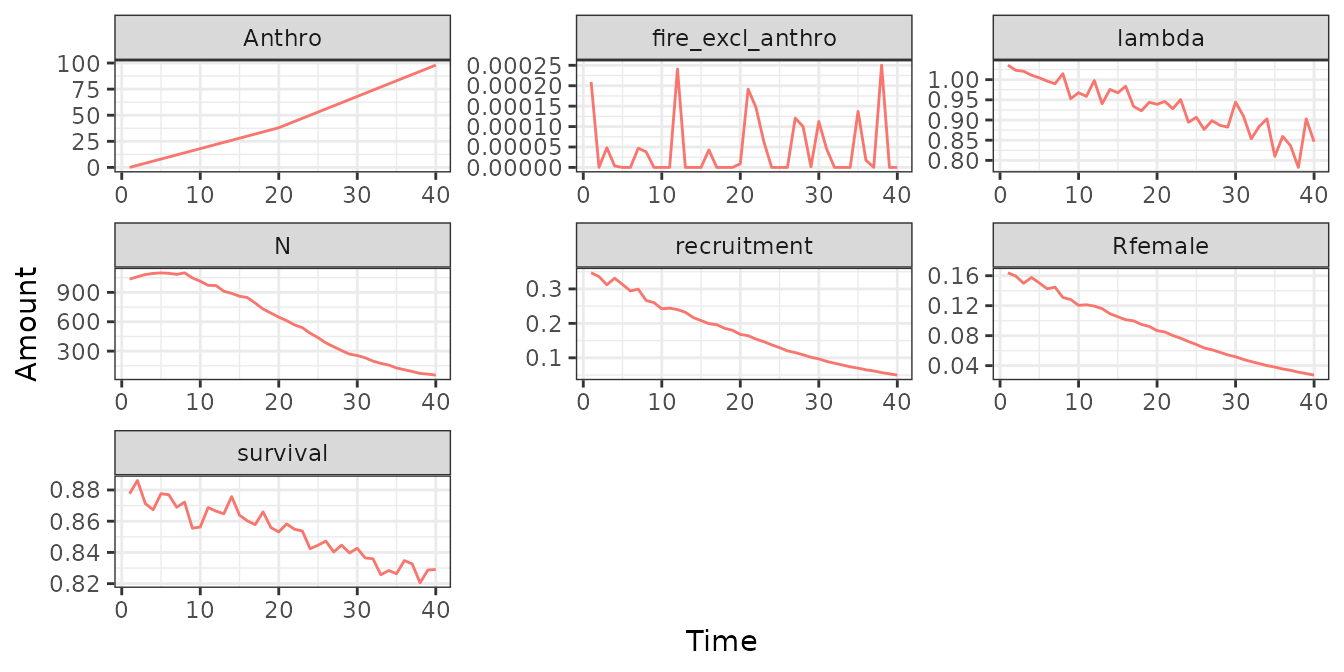 Anthro fire_excl_anthro lambda
100 0.00025
75 0.00020 1.00
50 0.00015 0.95
0.00010 0.90
25 0.00005 0.85
0 0.00000 0.80
0 10 20 30 40 0 10 20 30 40 0 10 20 30 40
N recruitment Rfemale
900 0.3 0.16
600 0.2 0.12
300 0.1 0.08
0.04
0 10 20 30 40 0 10 20 30 40 0 10 20 30 40
Amount
survival
0.88
0.86
0.84
0.82
0 10 20 30 40
Time